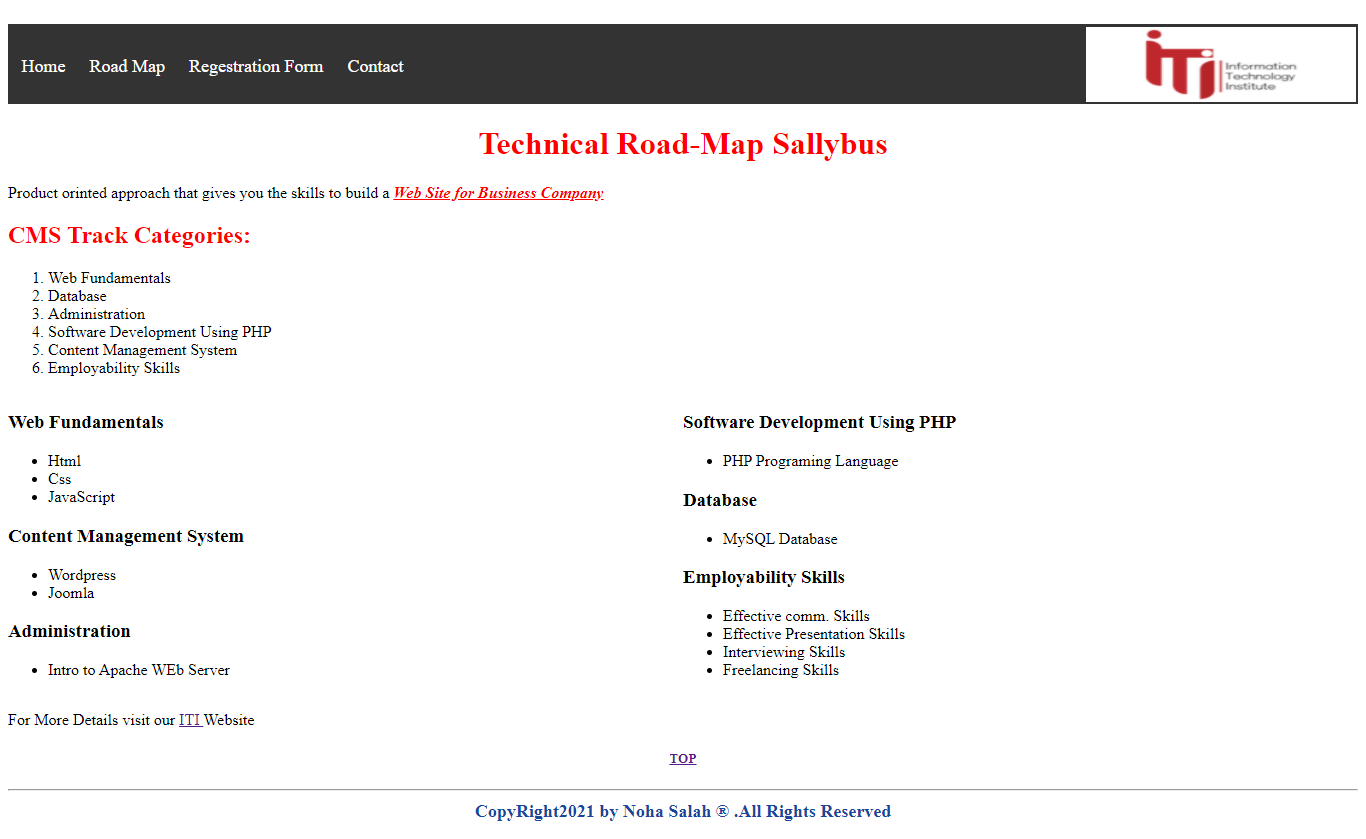 Home Road Map Regestration Form Contact
iTi Information
Technology
Institute
Technical Road-Map Sallybus
Product orinted approach that gives you the skills to build a Web Site for Business Company
CMS Track Categories:
1. Web Fundamentals
2. Database
3. Administration
4. Software Development Using PHP
5. Content Management System
6. Employability Skills
Web Fundamentals
• Html
• Css
• JavaScript
Content Management System
• Wordpress
• Joomla
Administration
• Intro to Apache WEb Server
Software Development Using PHP
• PHP Programing Language
Database
• MySQL Database
Employability Skills
• Effective comm. Skills
• Effective Presentation Skills
• Interviewing Skills
• Freelancing Skills
For More Details visit our ITI Website
TOP
CopyRight2021 by Noha Salah ® .All Rights Reserved